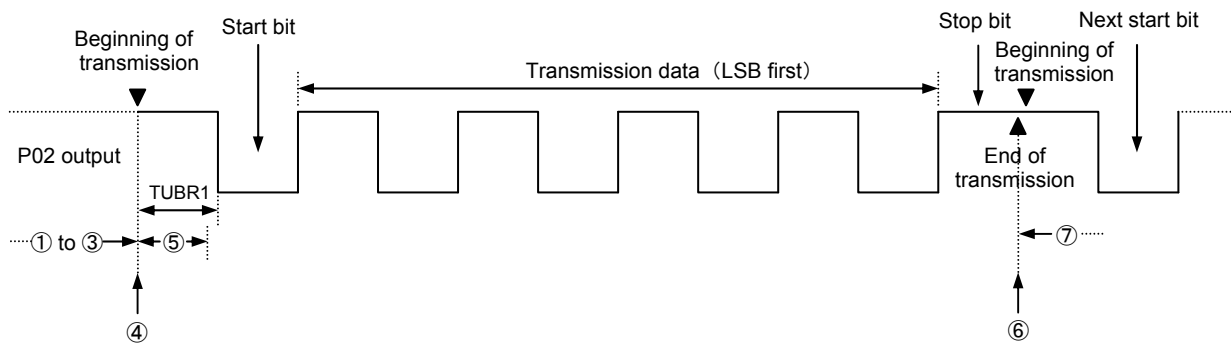 Beginning of
transmission
Start bit
Transmission data（LSB first）
Stop bit
Beginning of
transmission
Next start bit
P02 output
TUBR1
End of
transmission
① to ③
⑤
⑦
④
⑥